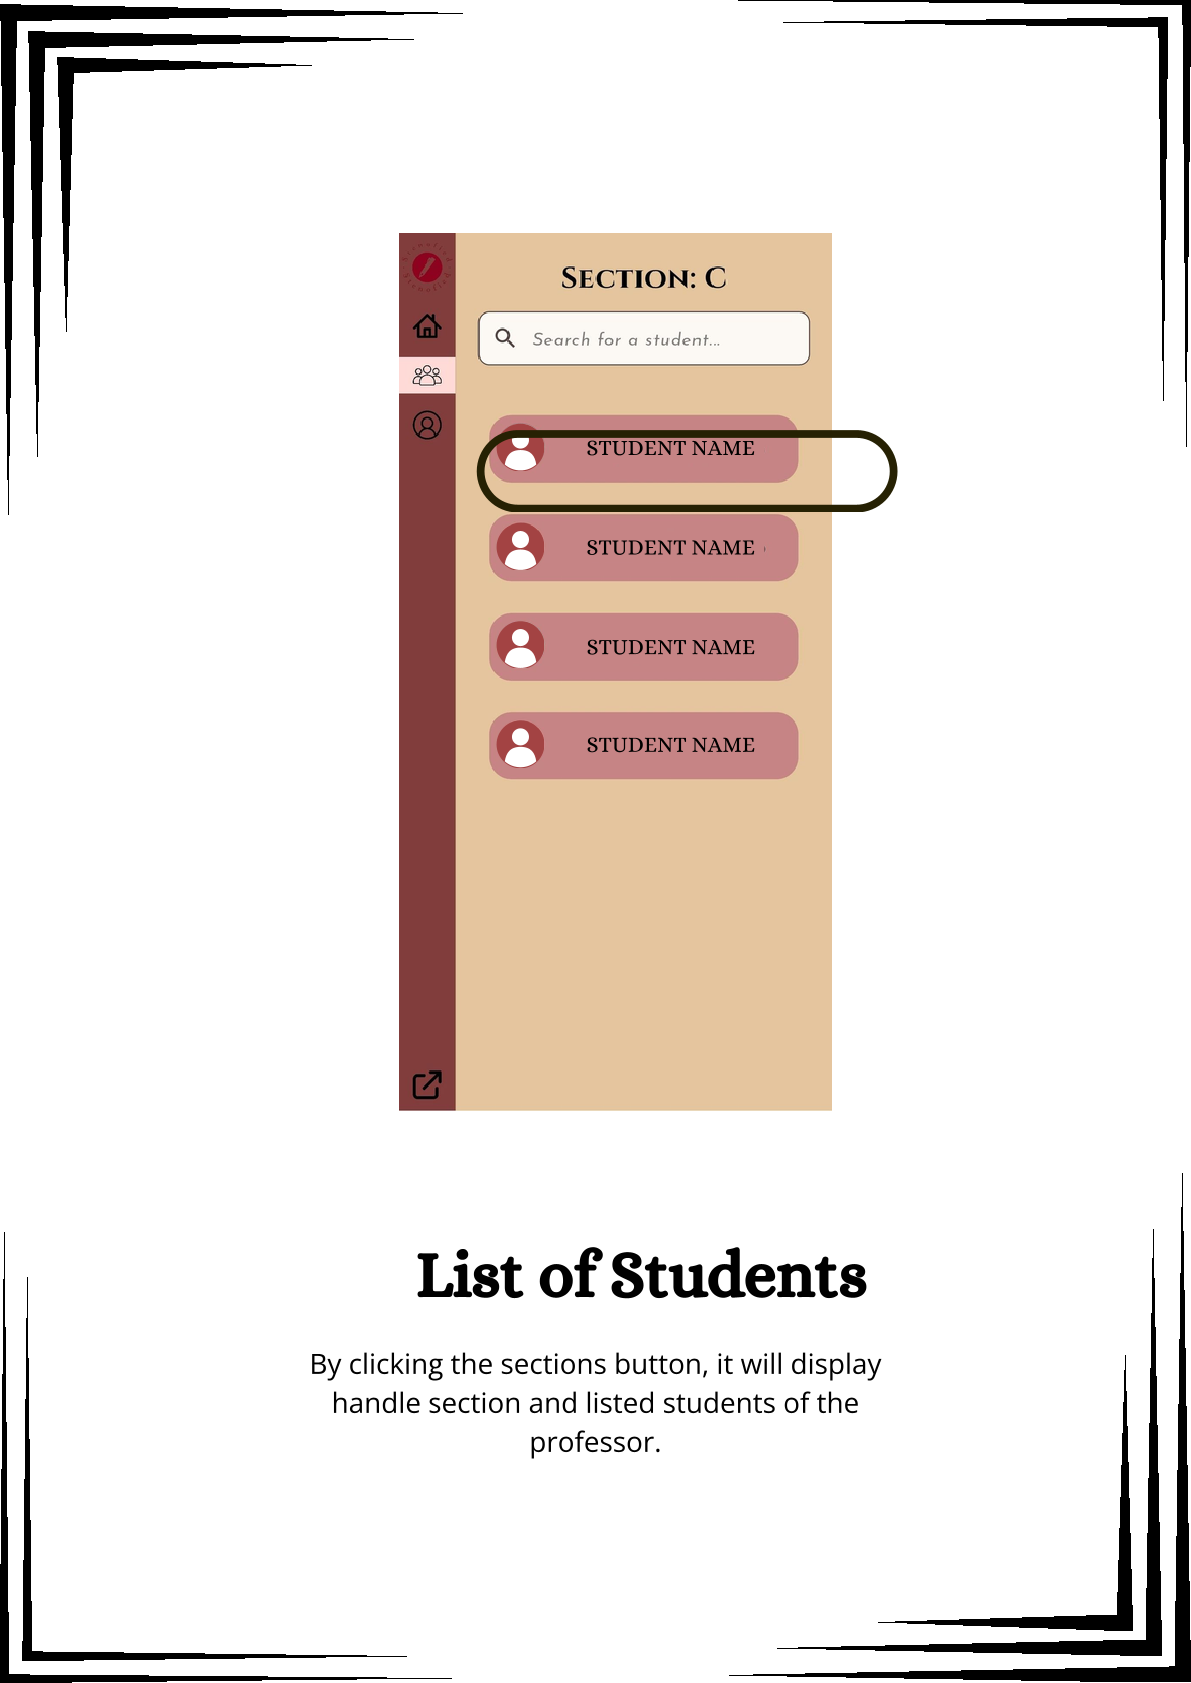 SECTION: C
Search for a student...
STUDENT NAME
STUDENT NAME
STUDENT NAME
STUDENT NAME
List of Students
By clicking the sections button, it will display
handle section and listed students of the
professor.